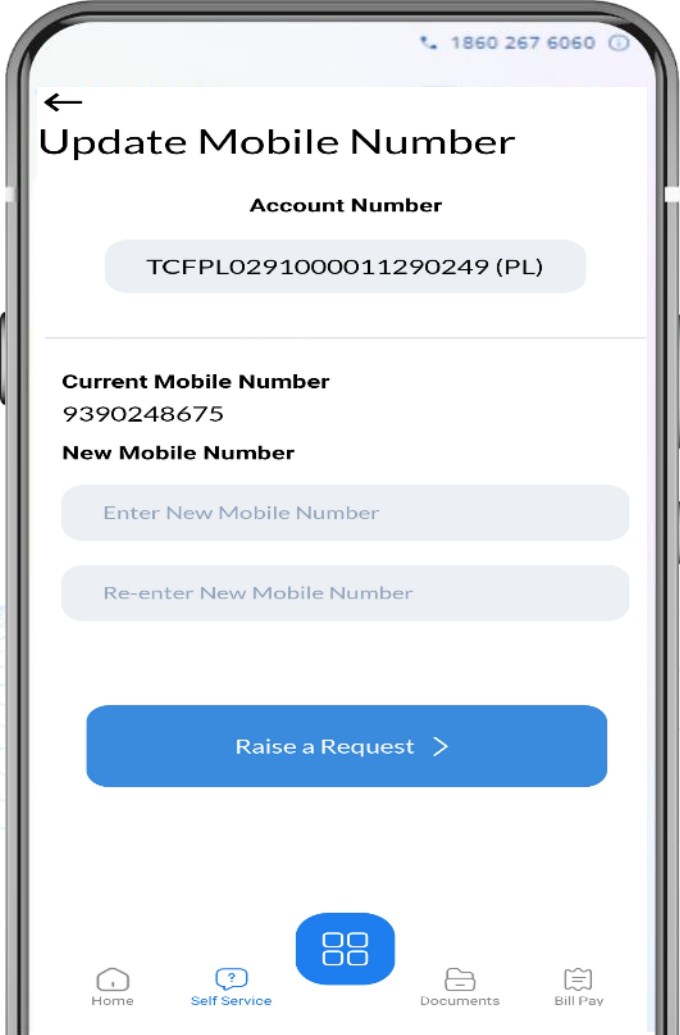 1860 267 6060
Update Mobile Number
Account Number
TCFPL0291000011290249 (PL)
Current Mobile Number
9390248675
New Mobile Number
Enter New Mobile Number
Re-enter New Mobile Number
Raise a Request
Home
Self Service
Documents
Bill Pay